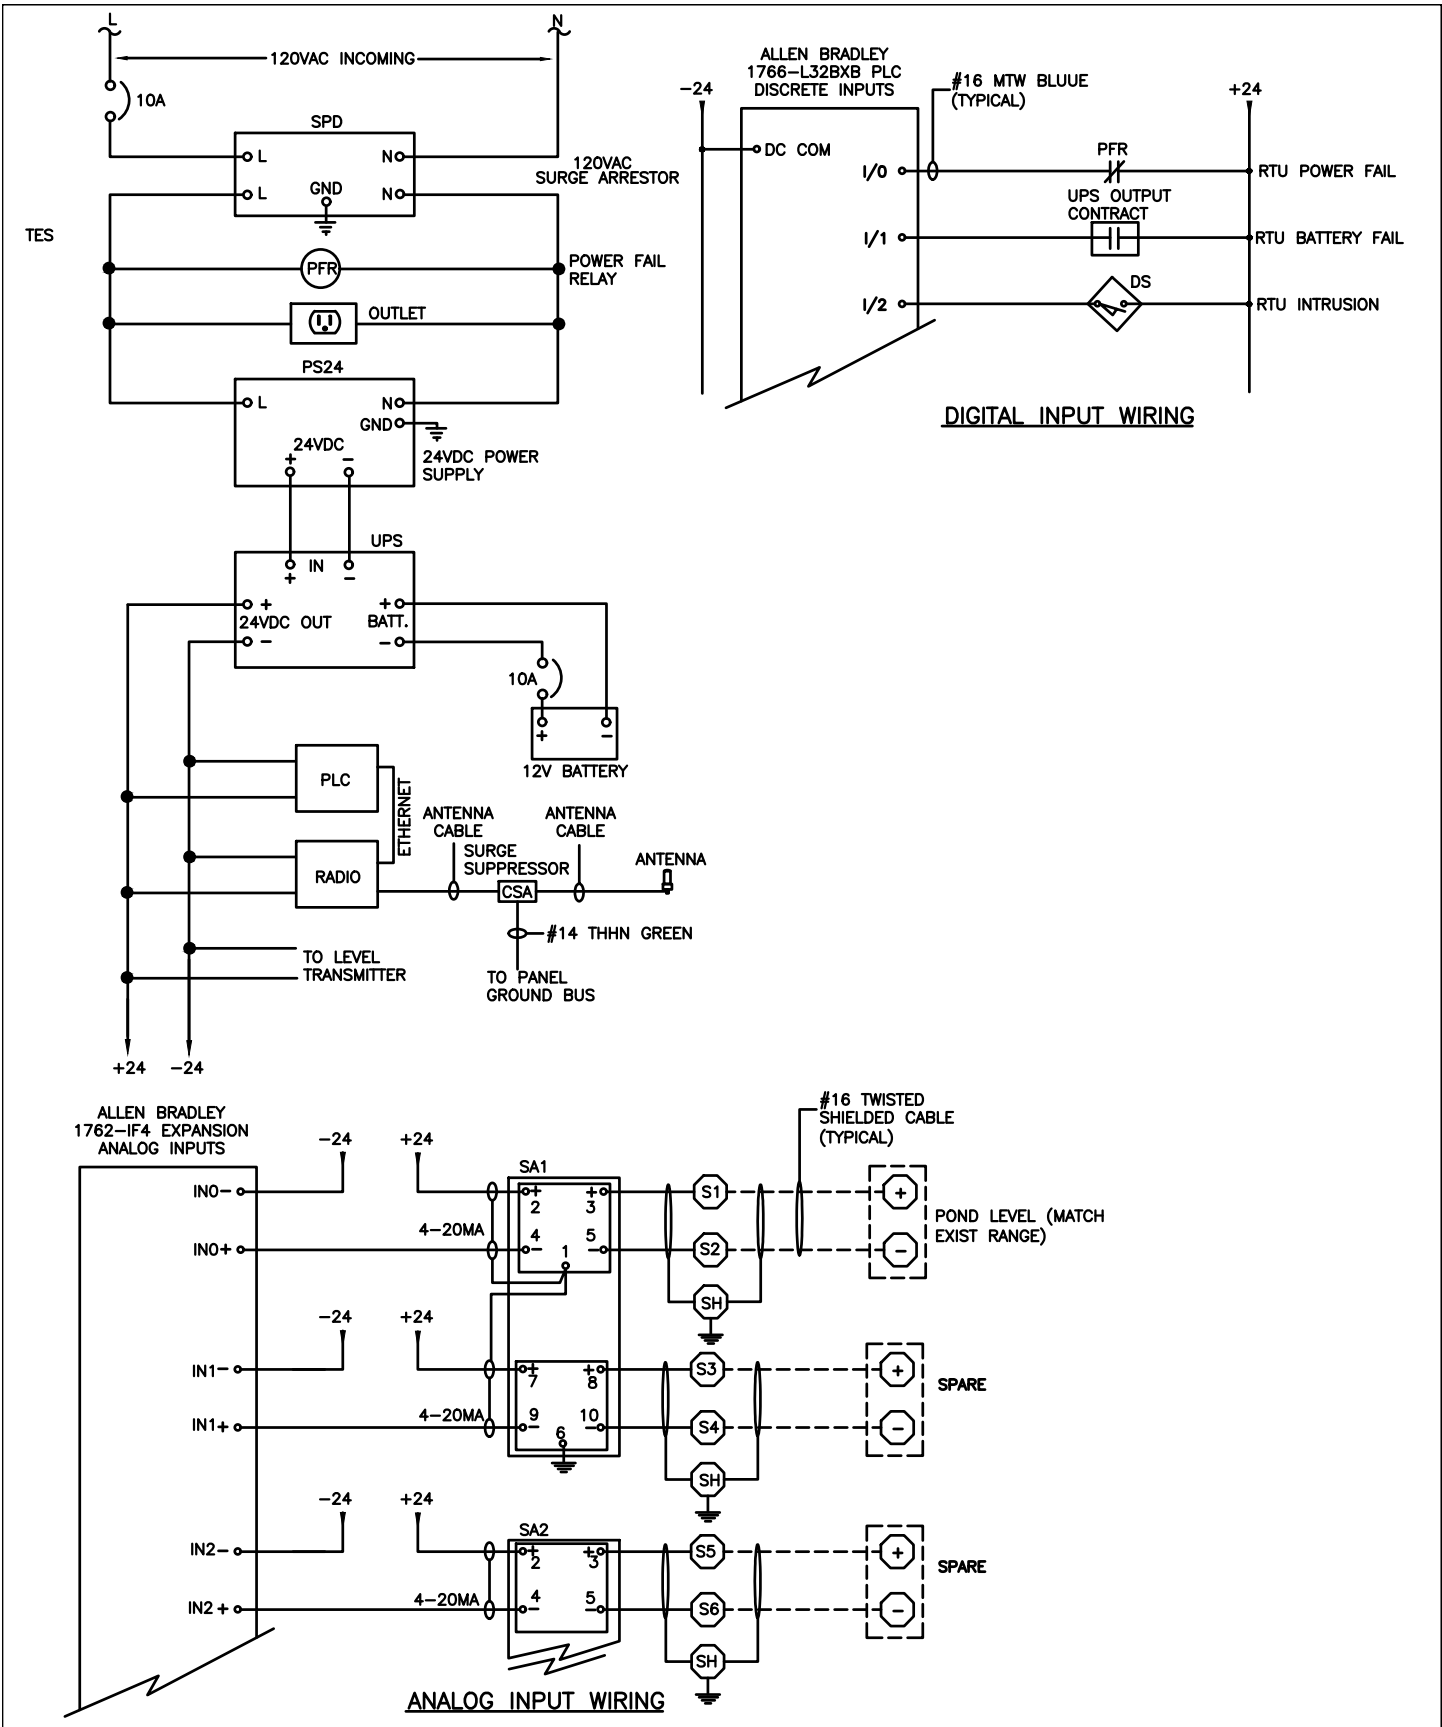 L
N
120VAC INCOMING
10A
SPD
L
N
120VAC
SURGE ARRESTOR
L
GND
N
TES
PFR
POWER FAIL
RELAY
OUTLET
PS24
L
N
GND
24VDC
+ −
24VDC POWER
SUPPLY
UPS
IN
+ −
+
24VDC OUT
−
+
BATT.
−
10A
+ −
12V BATTERY
PLC
ETHERNET
RADIO
ANTENNA
CABLE
SURGE
SUPPRESSOR
CSA
ANTENNA
CABLE
ANTENNA
#14 THHN GREEN
TO PANEL
GROUND BUS
TO LEVEL
TRANSMITTER
+24
−24
ALLEN BRADLEY
1766−L32BXB PLC
DISCRETE INPUTS
−24
#16 MTW BLUUE
(TYPICAL)
+24
DC COM
I/0
PFR
RTU POWER FAIL
UPS OUTPUT
CONTRACT
I/1
RTU BATTERY FAIL
DS
I/2
RTU INTRUSION
DIGITAL INPUT WIRING
ALLEN BRADLEY
1762−IF4 EXPANSION
ANALOG INPUTS
−24
+24
SA1
#16 TWISTED
SHIELDED CABLE
(TYPICAL)
IN0−
+
2
+
3
S1
+
POND LEVEL (MATCH
EXIST RANGE)
4−20MA
IN0+
4
−
1
5
−
S2
−
SH
−24
+24
IN1−
+
7
+
8
S3
+
SPARE
4−20MA
IN1+
9
−
6
10
−
S4
−
SH
−24
+24
SA2
IN2−
+
2
+
3
S5
+
SPARE
4−20MA
IN2+
4
−
5
−
S6
−
SH
ANALOG INPUT WIRING